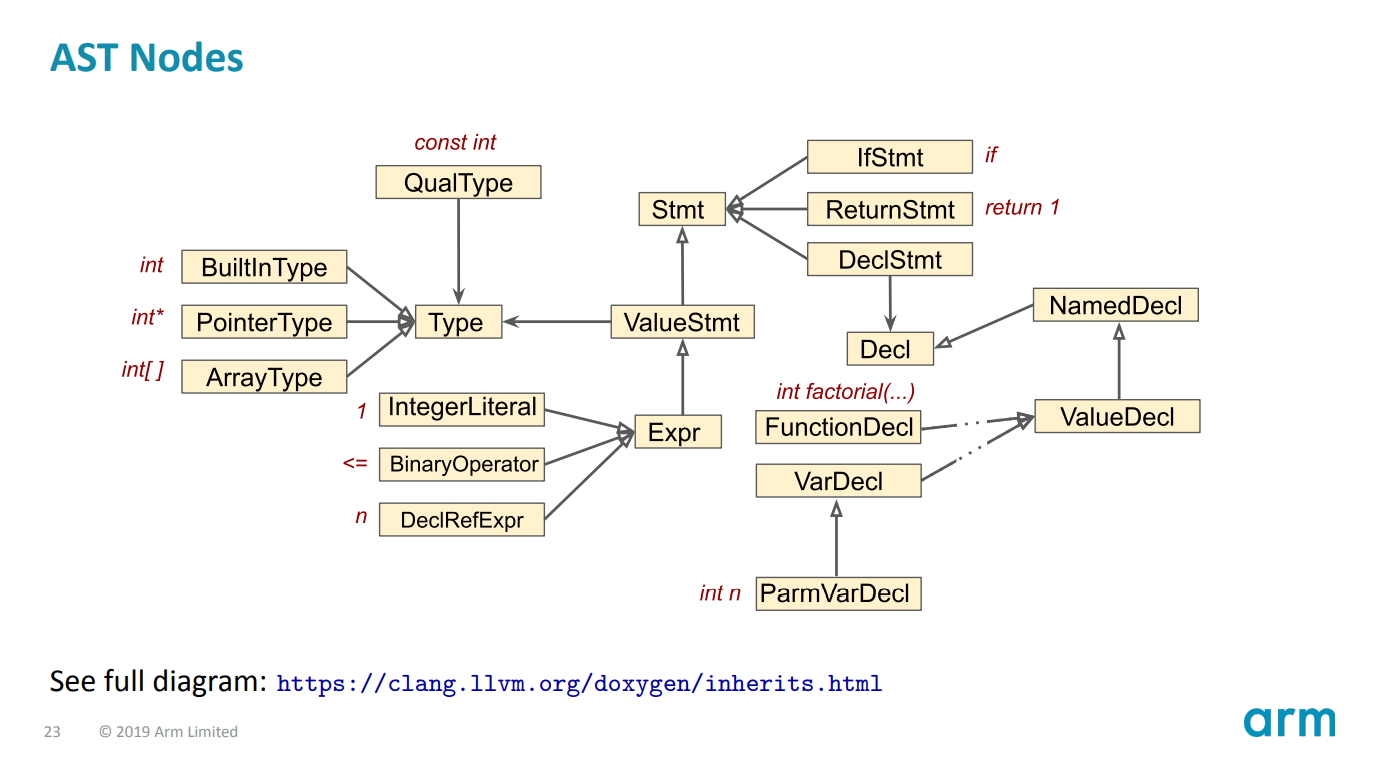 AST Nodes
const int
QualType
int
BuiltInType
int*
PointerType
int[ ]
ArrayType
Type
Stmt
ValueStmt
IfStmt
if
ReturnStmt
return 1
DeclStmt
Decl
NamedDecl
ValueDecl
1
IntegerLiteral
<=
BinaryOperator
n
DeclRefExpr
Expr
int factorial(...)
FunctionDecl
VarDecl
int n
ParmVarDecl
See full diagram: https://clang.llvm.org/doxygen/inherits.html
23 © 2019 Arm Limited
arm